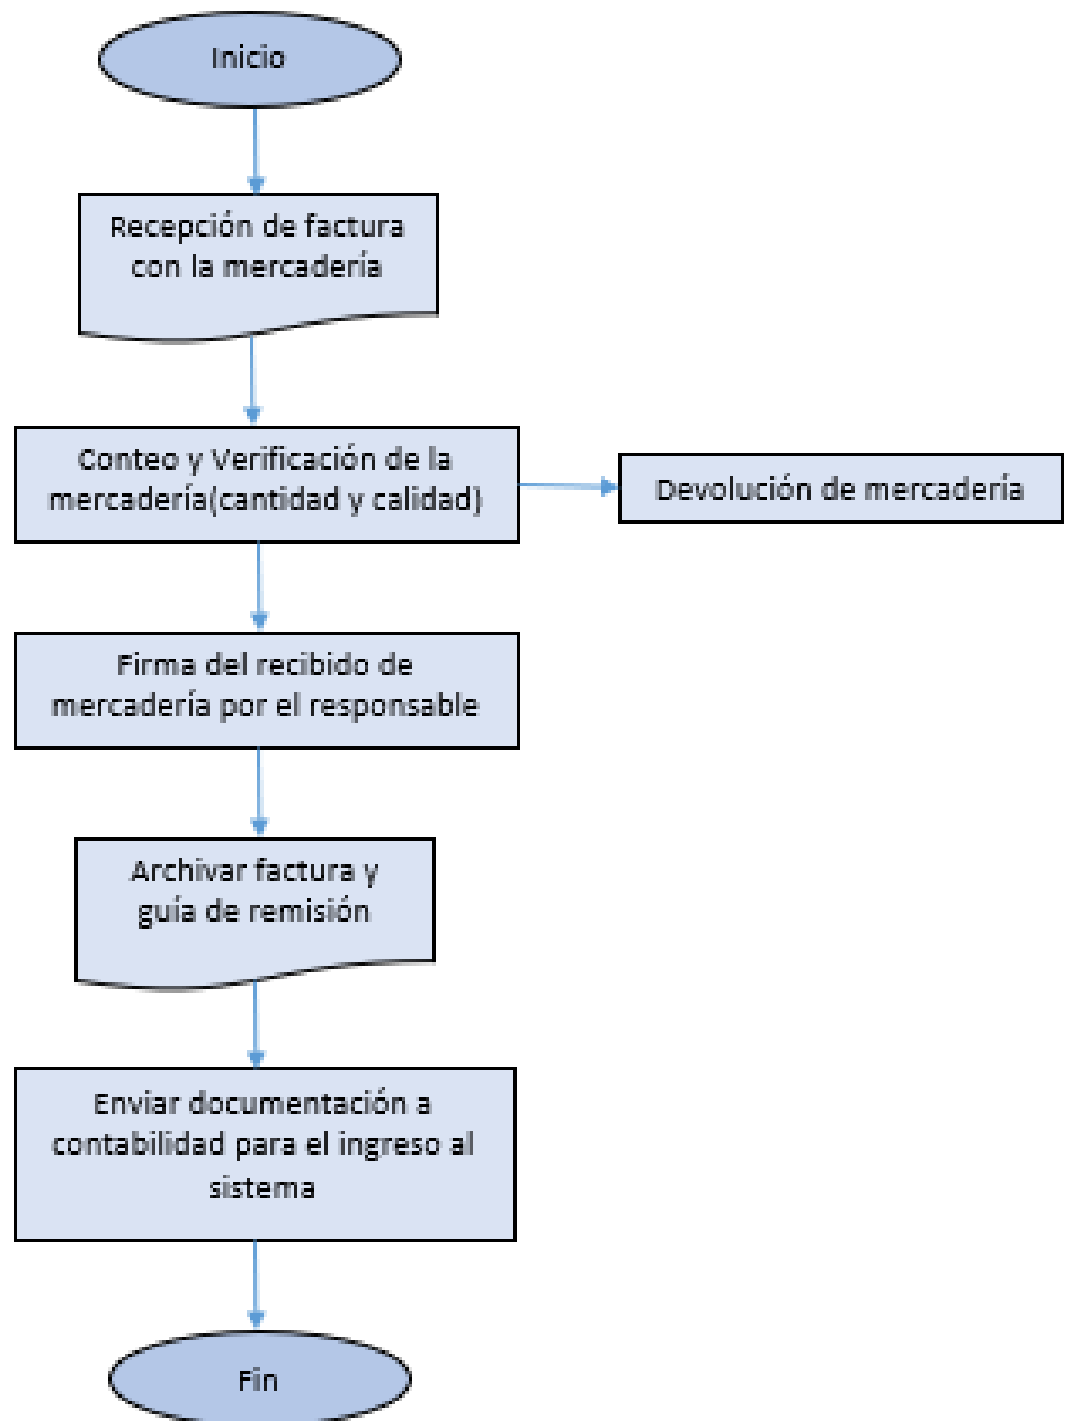 Inicio
Recepción de factura
con la mercadería
Conteo y Verificación de la
mercadería(cantidad y calidad)
Devolución de mercadería
Firma del recibido de
mercadería por el responsable
Archivar factura y
guía de remisión
Enviar documentación a
contabilidad para el ingreso al
sistema
Fin